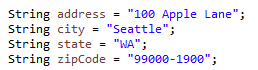 String address = "100 Apple Lane";
String city = "Seattle";
String state = "WA";
String zipCode = "99000-1900";